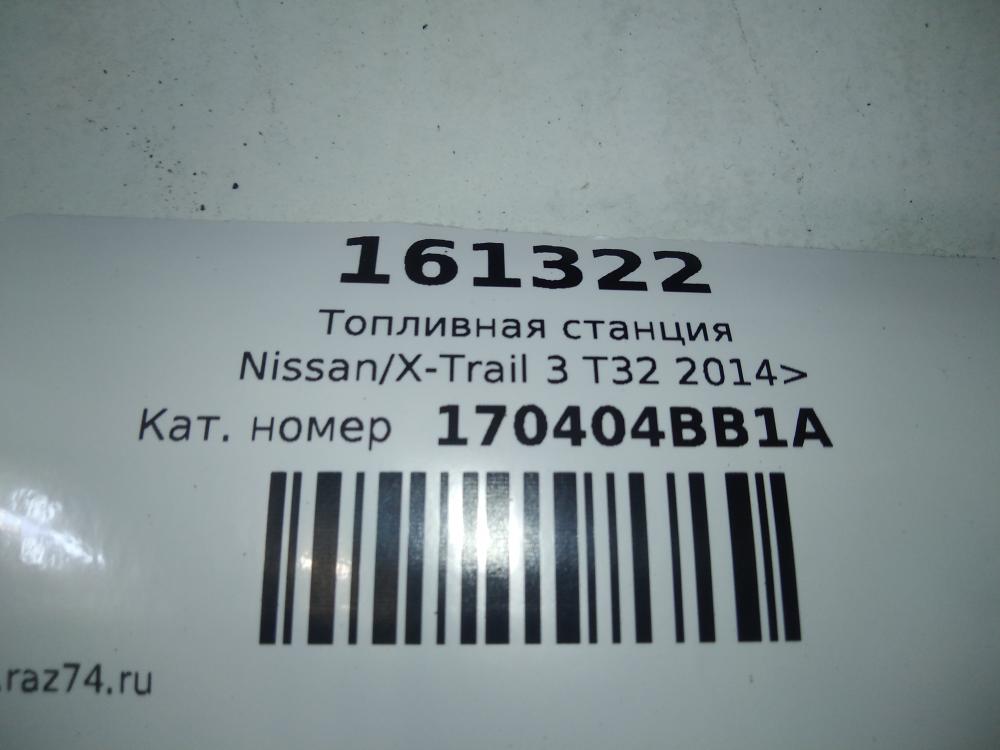 161322
Топливная станция
Nissan/X-Trail 3 T32 2014>
Кат. номер 170404BB1A
.raz74.ru